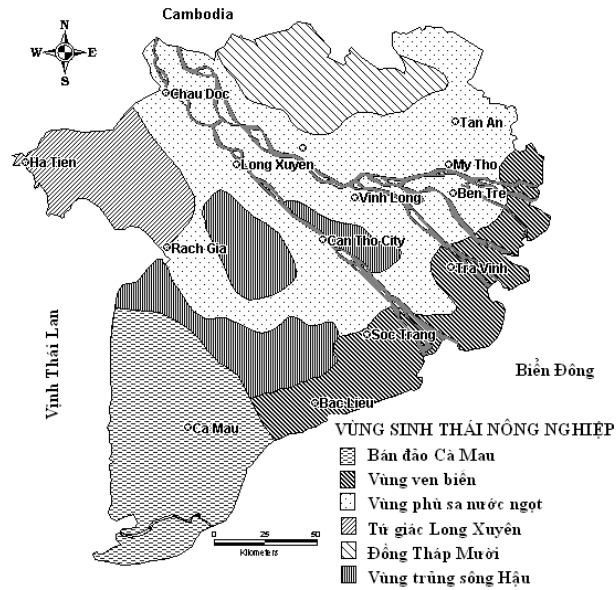 Cambodia
N
W E
S
Chau Doc
Tan An
Ha Tien
Long Xuyen
My Tho
Ben Tre
Vinh Long
Rach Gia
Can Tho City
Tra Vinh
Soc Trang
Vịnh Thái Lan
Biển Đông
Bac Lieu
Ca Mau
VÙNG SINH THÁI NÔNG NGHIỆP
Bán đảo Cà Mau
Vùng ven biển
Vùng phù sa nước ngọt
Tứ giác Long Xuyên
Đồng Tháp Mười
Vùng trủng sông Hậu
0 25 50
Kilometers